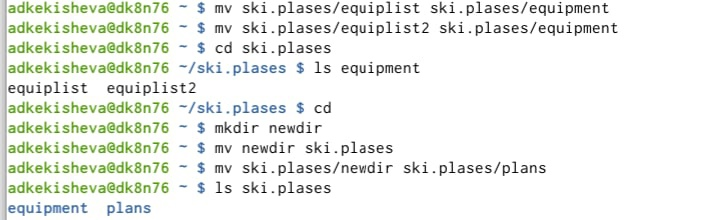 adkekisheva@dk8n76 ~ $ mv ski.plases/equiplist ski.plases/equipment
adkekisheva@dk8n76 ~ $ mv ski.plases/equiplist2 ski.plases/equipment
adkekisheva@dk8n76 ~ $ cd ski.plases
adkekisheva@dk8n76 ~/ski.plases $ ls equipment
equiplist  equiplist2
adkekisheva@dk8n76 ~/ski.plases $ cd
adkekisheva@dk8n76 ~ $ mkdir newdir
adkekisheva@dk8n76 ~ $ mv newdir ski.plases
adkekisheva@dk8n76 ~ $ mv ski.plases/newdir ski.plases/plans
adkekisheva@dk8n76 ~ $ ls ski.plases
equipment  plans